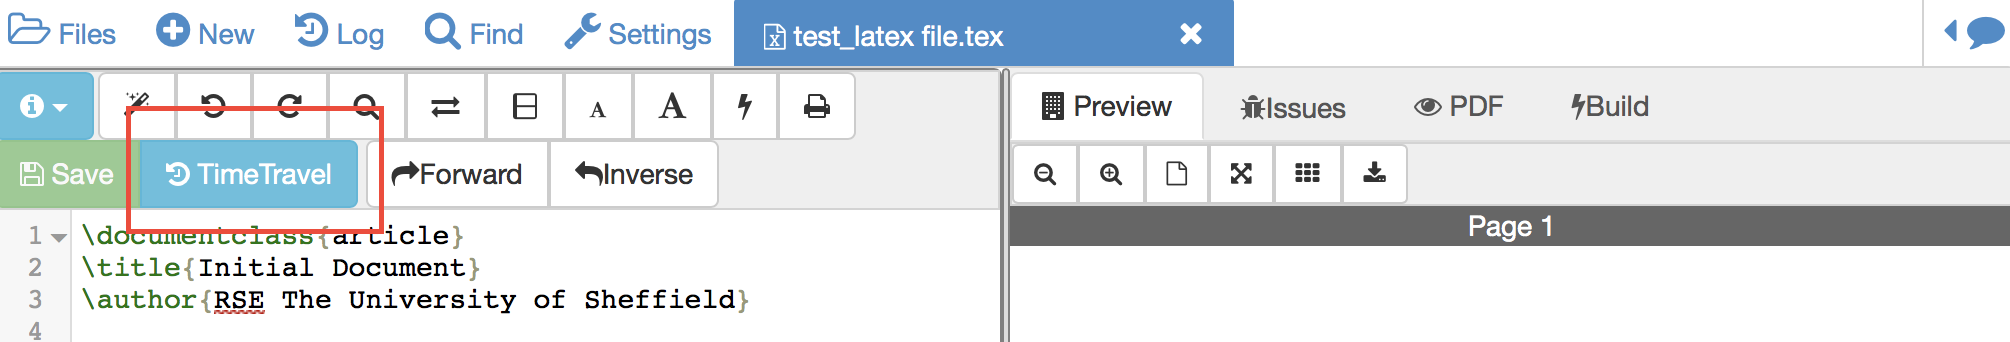 Files New Log Find Settings test_latex file.tex
A A
Preview Issues PDF Build
Save TimeTravel Forward Inverse
Page 1
1 \documentclass{article}
2 \title{Initial Document}
3 \author{RSE The University of Sheffield}
4